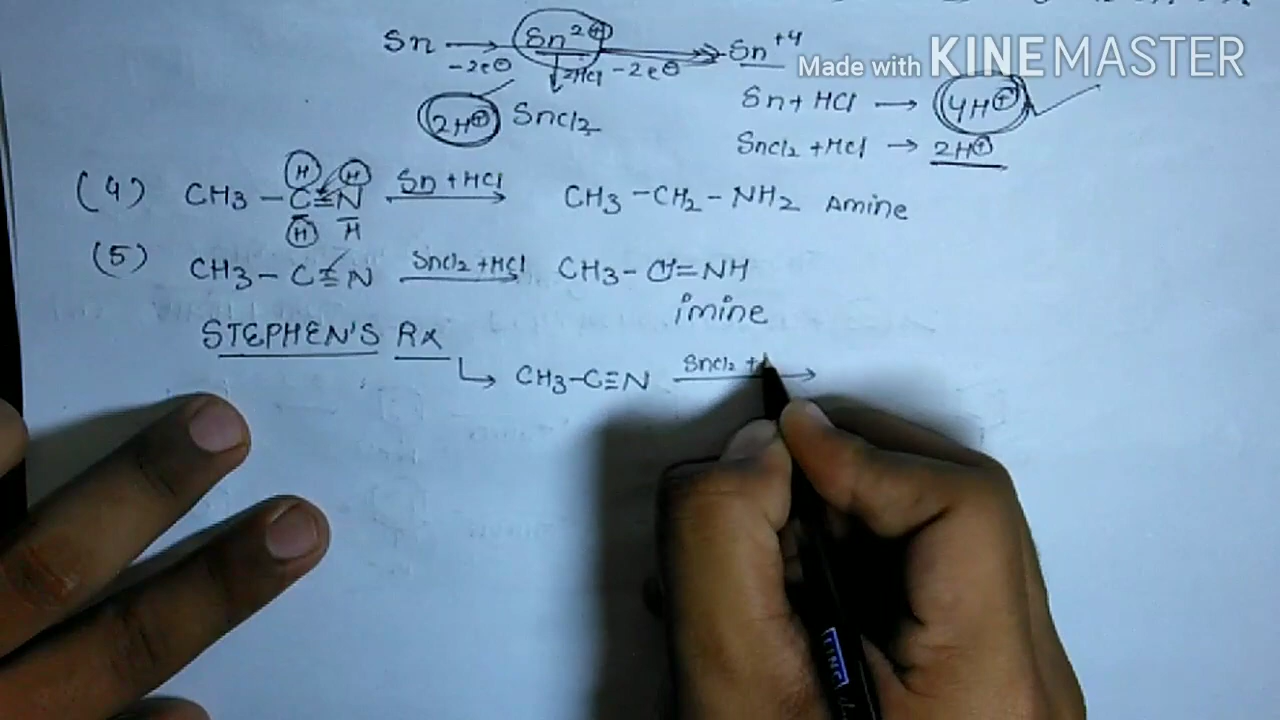 Sn → Sn2⊕ → Sn+4
-2e⊖ 2HCl -2e⊖
Made with KINEMASTER
2H⊕ SnCl2
Sn + HCl → 4H⊕
SnCl2 + HCl → 2H⊕
H H
(4) CH3 - C≡N Sn + HCl → CH3 - CH2 - NH2 Amine
H H
(5) CH3 - C≡N SnCl2 + HCl → CH3 - CH=NH
imine
STEPHEN'S Rx
CH3-C≡N SnCl2 + →
LINC